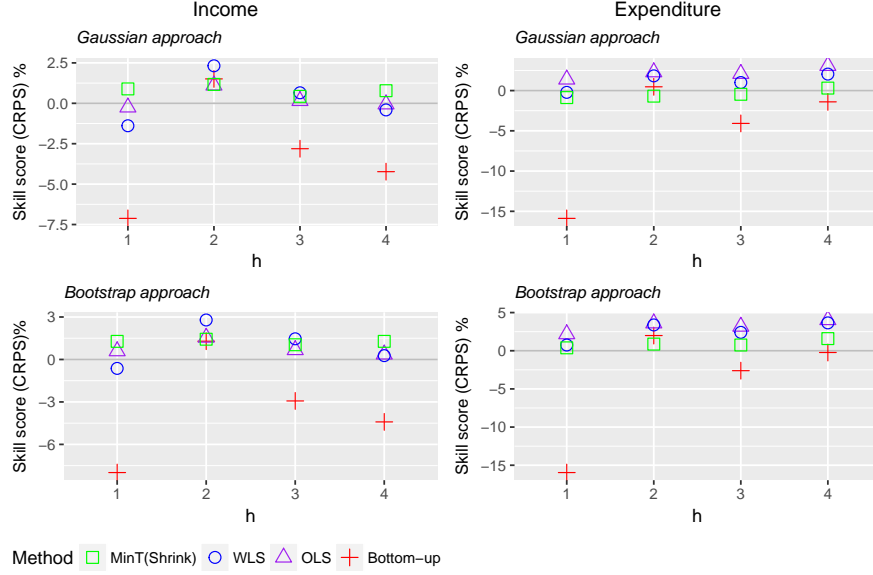 Income
Gaussian approach
Skill score (CRPS) %
2.5
0.0
−2.5
−5.0
−7.5
1 2 3 4
h
Expenditure
Gaussian approach
Skill score (CRPS) %
0
−5
−10
−15
1 2 3 4
h
Bootstrap approach
Skill score (CRPS)%
3
0
−3
−6
1 2 3 4
h
Bootstrap approach
Skill score (CRPS)%
5
0
−5
−10
−15
1 2 3 4
h
Method MinT(Shrink) WLS OLS Bottom−up